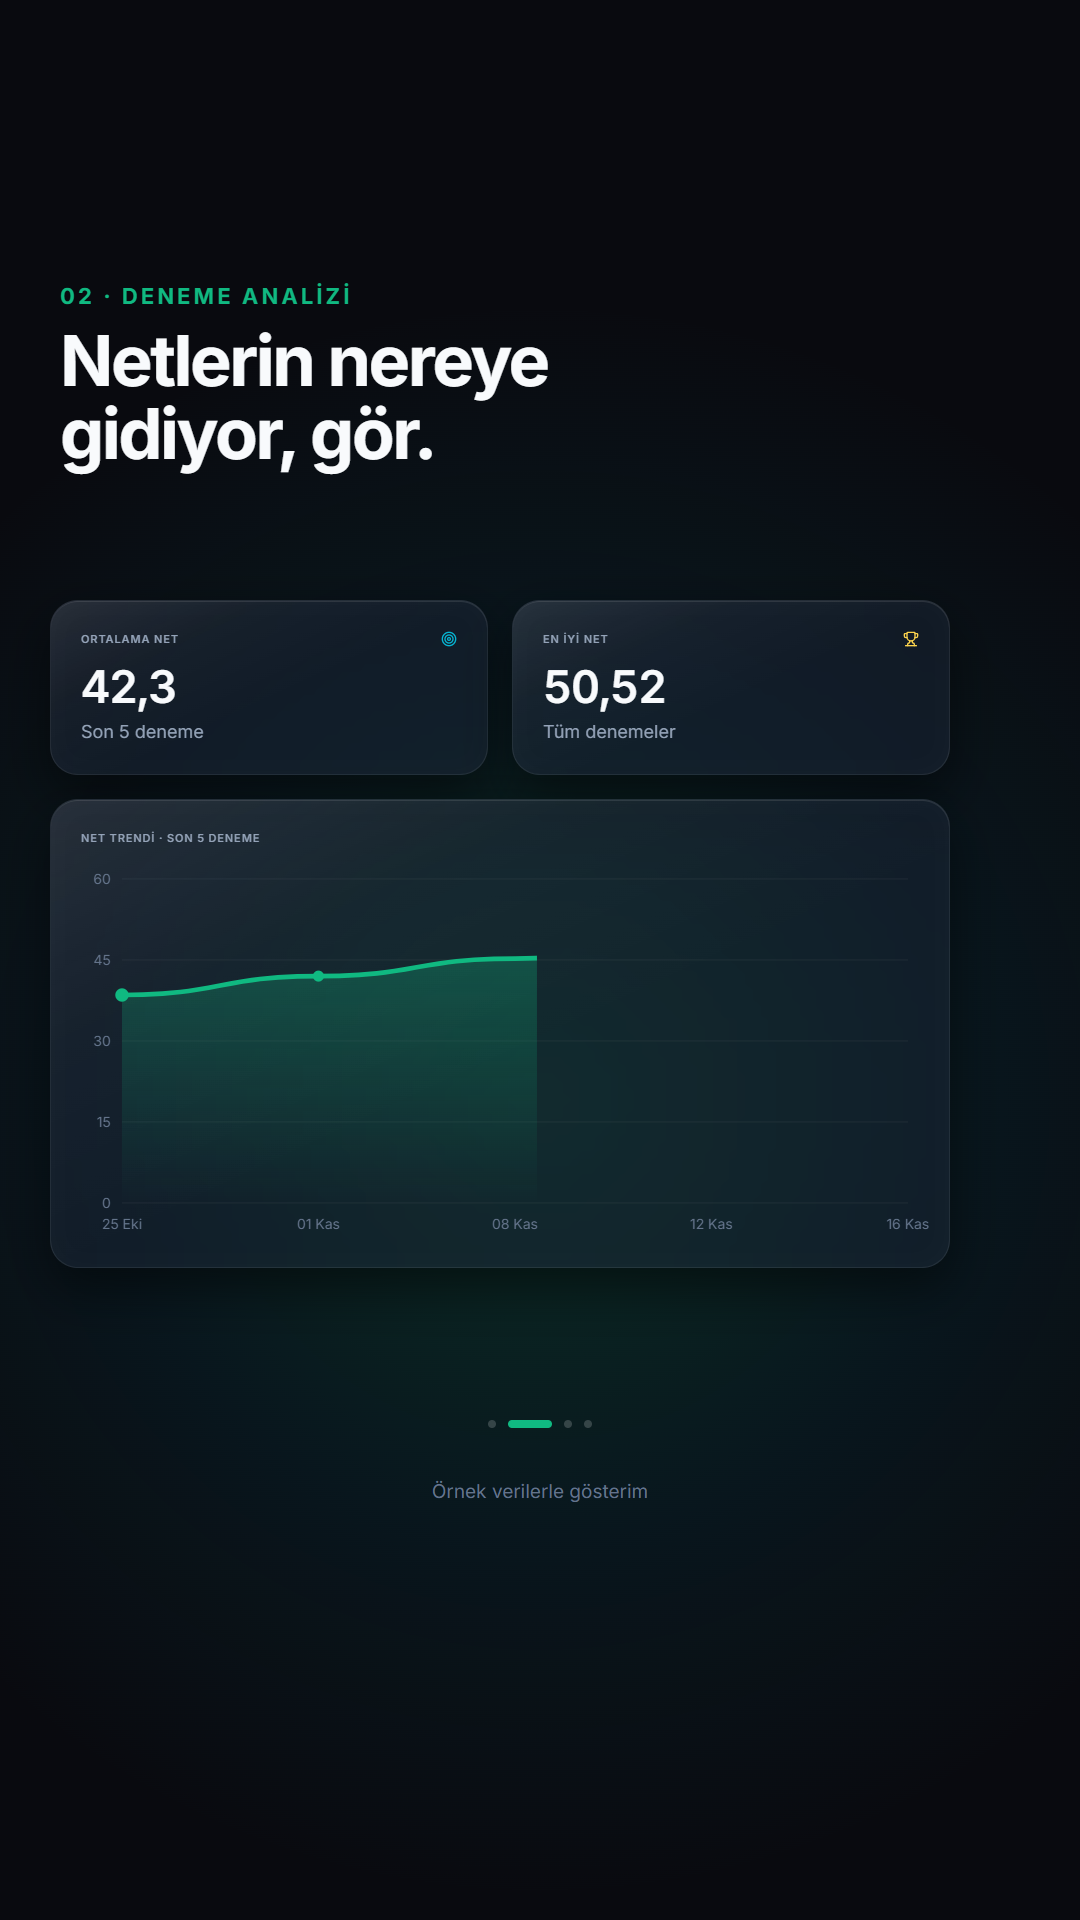 02 · DENEME ANALİZİ
Netlerin nereye
gidiyor, gör.
ORTALAMA NET
42,3
Son 5 deneme
EN İYİ NET
50,52
Tüm denemeler
NET TRENDİ · SON 5 DENEME
60
45
30
15
0
25 Eki 01 Kas 08 Kas 12 Kas 16 Kas
Örnek verilerle gösterim